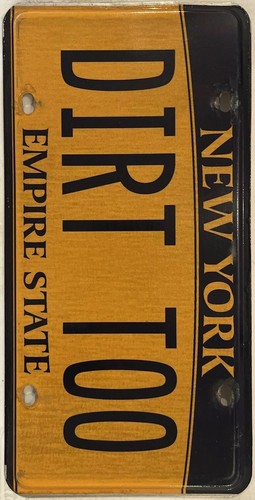 NEW YORK
DIRT TOO
EMPIRE STATE